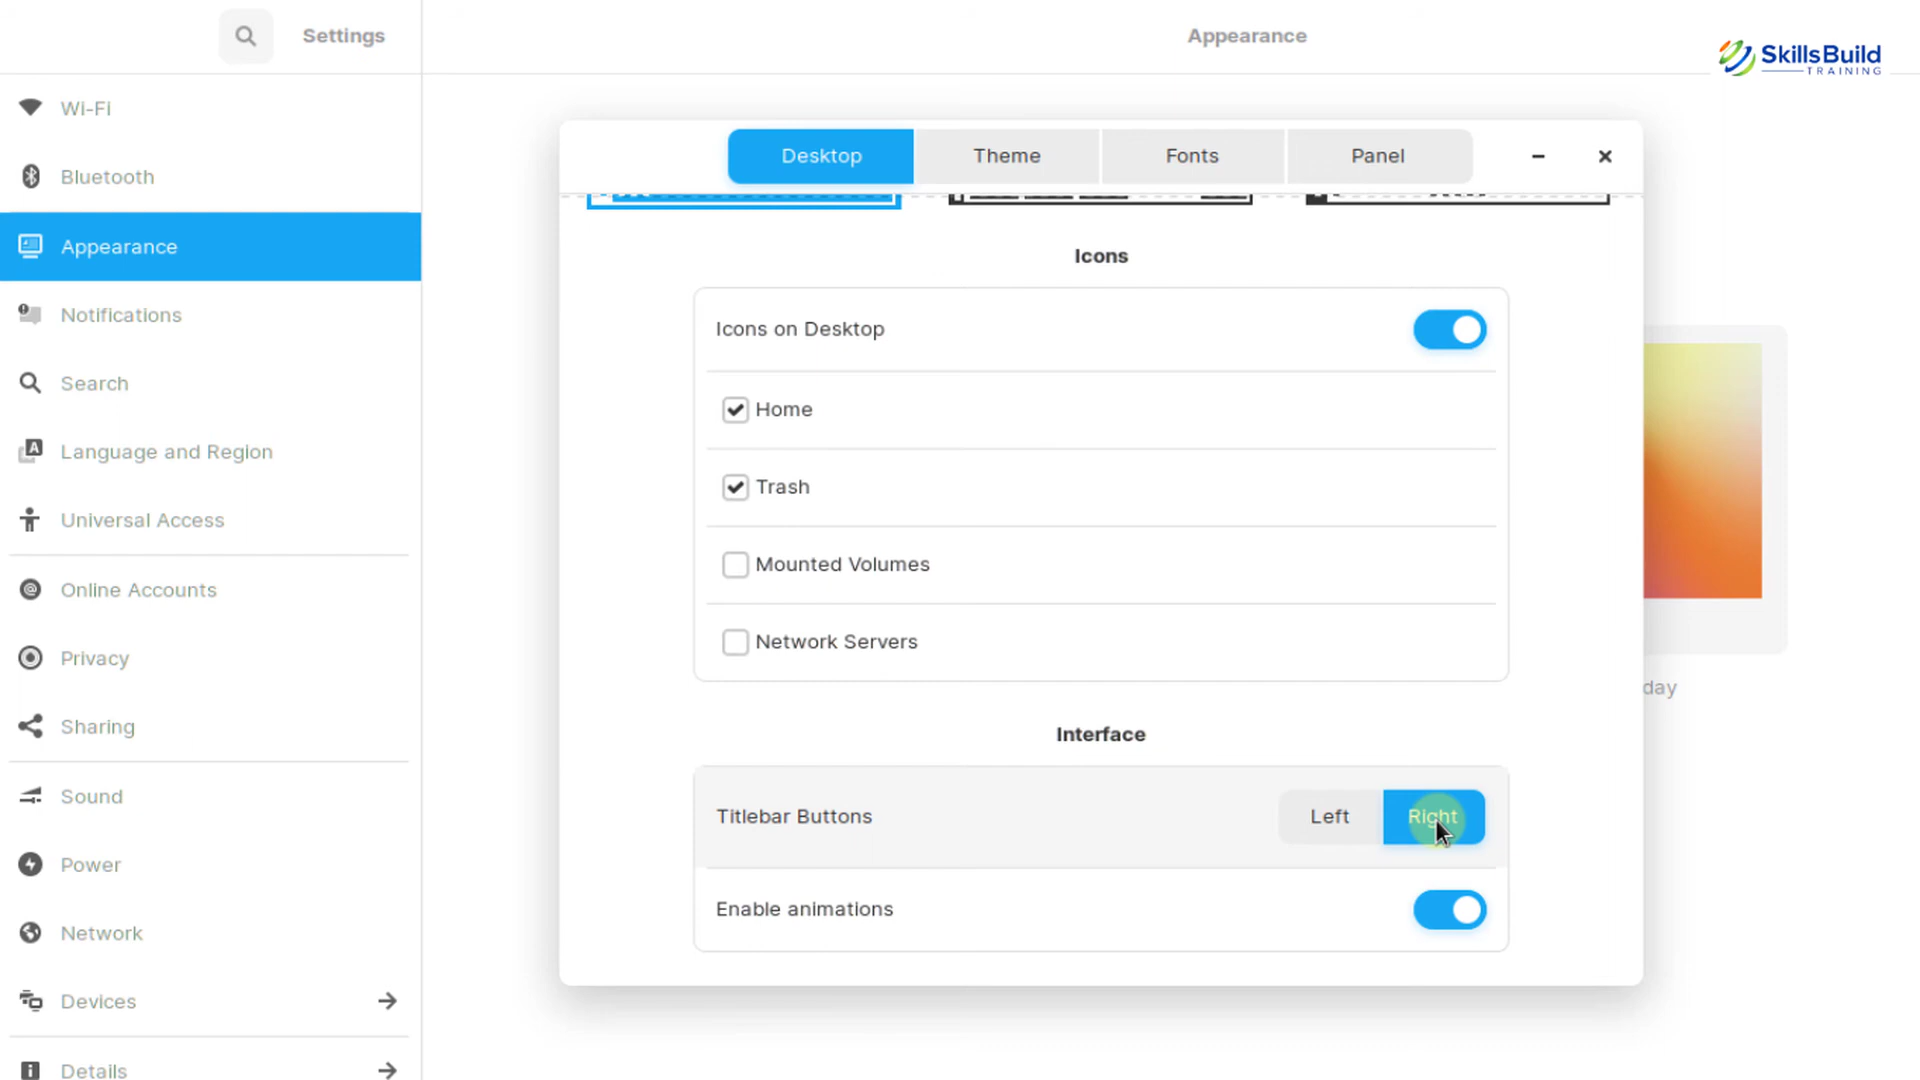 Settings
Appearance
SkillsBuild
TRAINING
Wi-Fi
Bluetooth
Appearance
Notifications
Search
Language and Region
Universal Access
Online Accounts
Privacy
Sharing
Sound
Power
Network
Devices
Details
Desktop
Theme
Fonts
Panel
Icons
Icons on Desktop
Home
Trash
Mounted Volumes
Network Servers
Interface
Titlebar Buttons
Left
Right
Enable animations
day